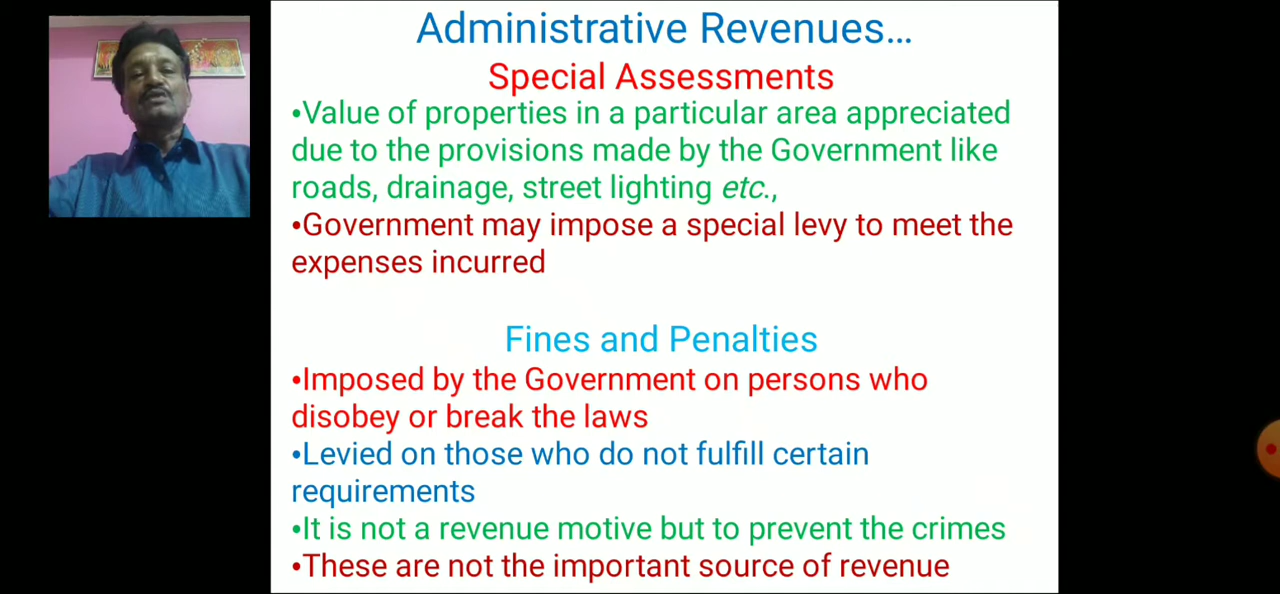 Administrative Revenues...
Special Assessments
•Value of properties in a particular area appreciated
due to the provisions made by the Government like
roads, drainage, street lighting etc.,
•Government may impose a special levy to meet the
expenses incurred
Fines and Penalties
•Imposed by the Government on persons who
disobey or break the laws
•Levied on those who do not fulfill certain
requirements
•It is not a revenue motive but to prevent the crimes
•These are not the important source of revenue